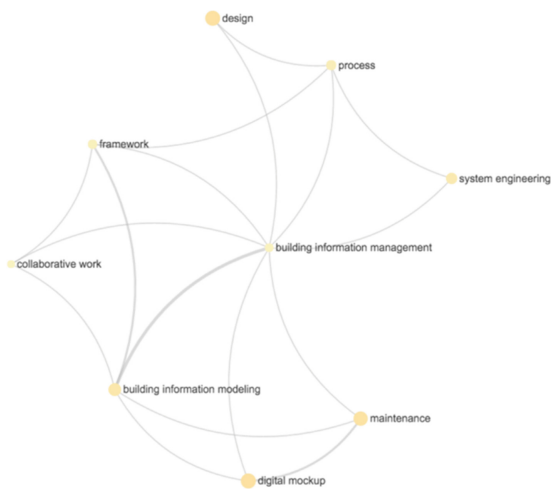 design
process
framework
system engineering
building information management
collaborative work
building information modeling
maintenance
digital mockup